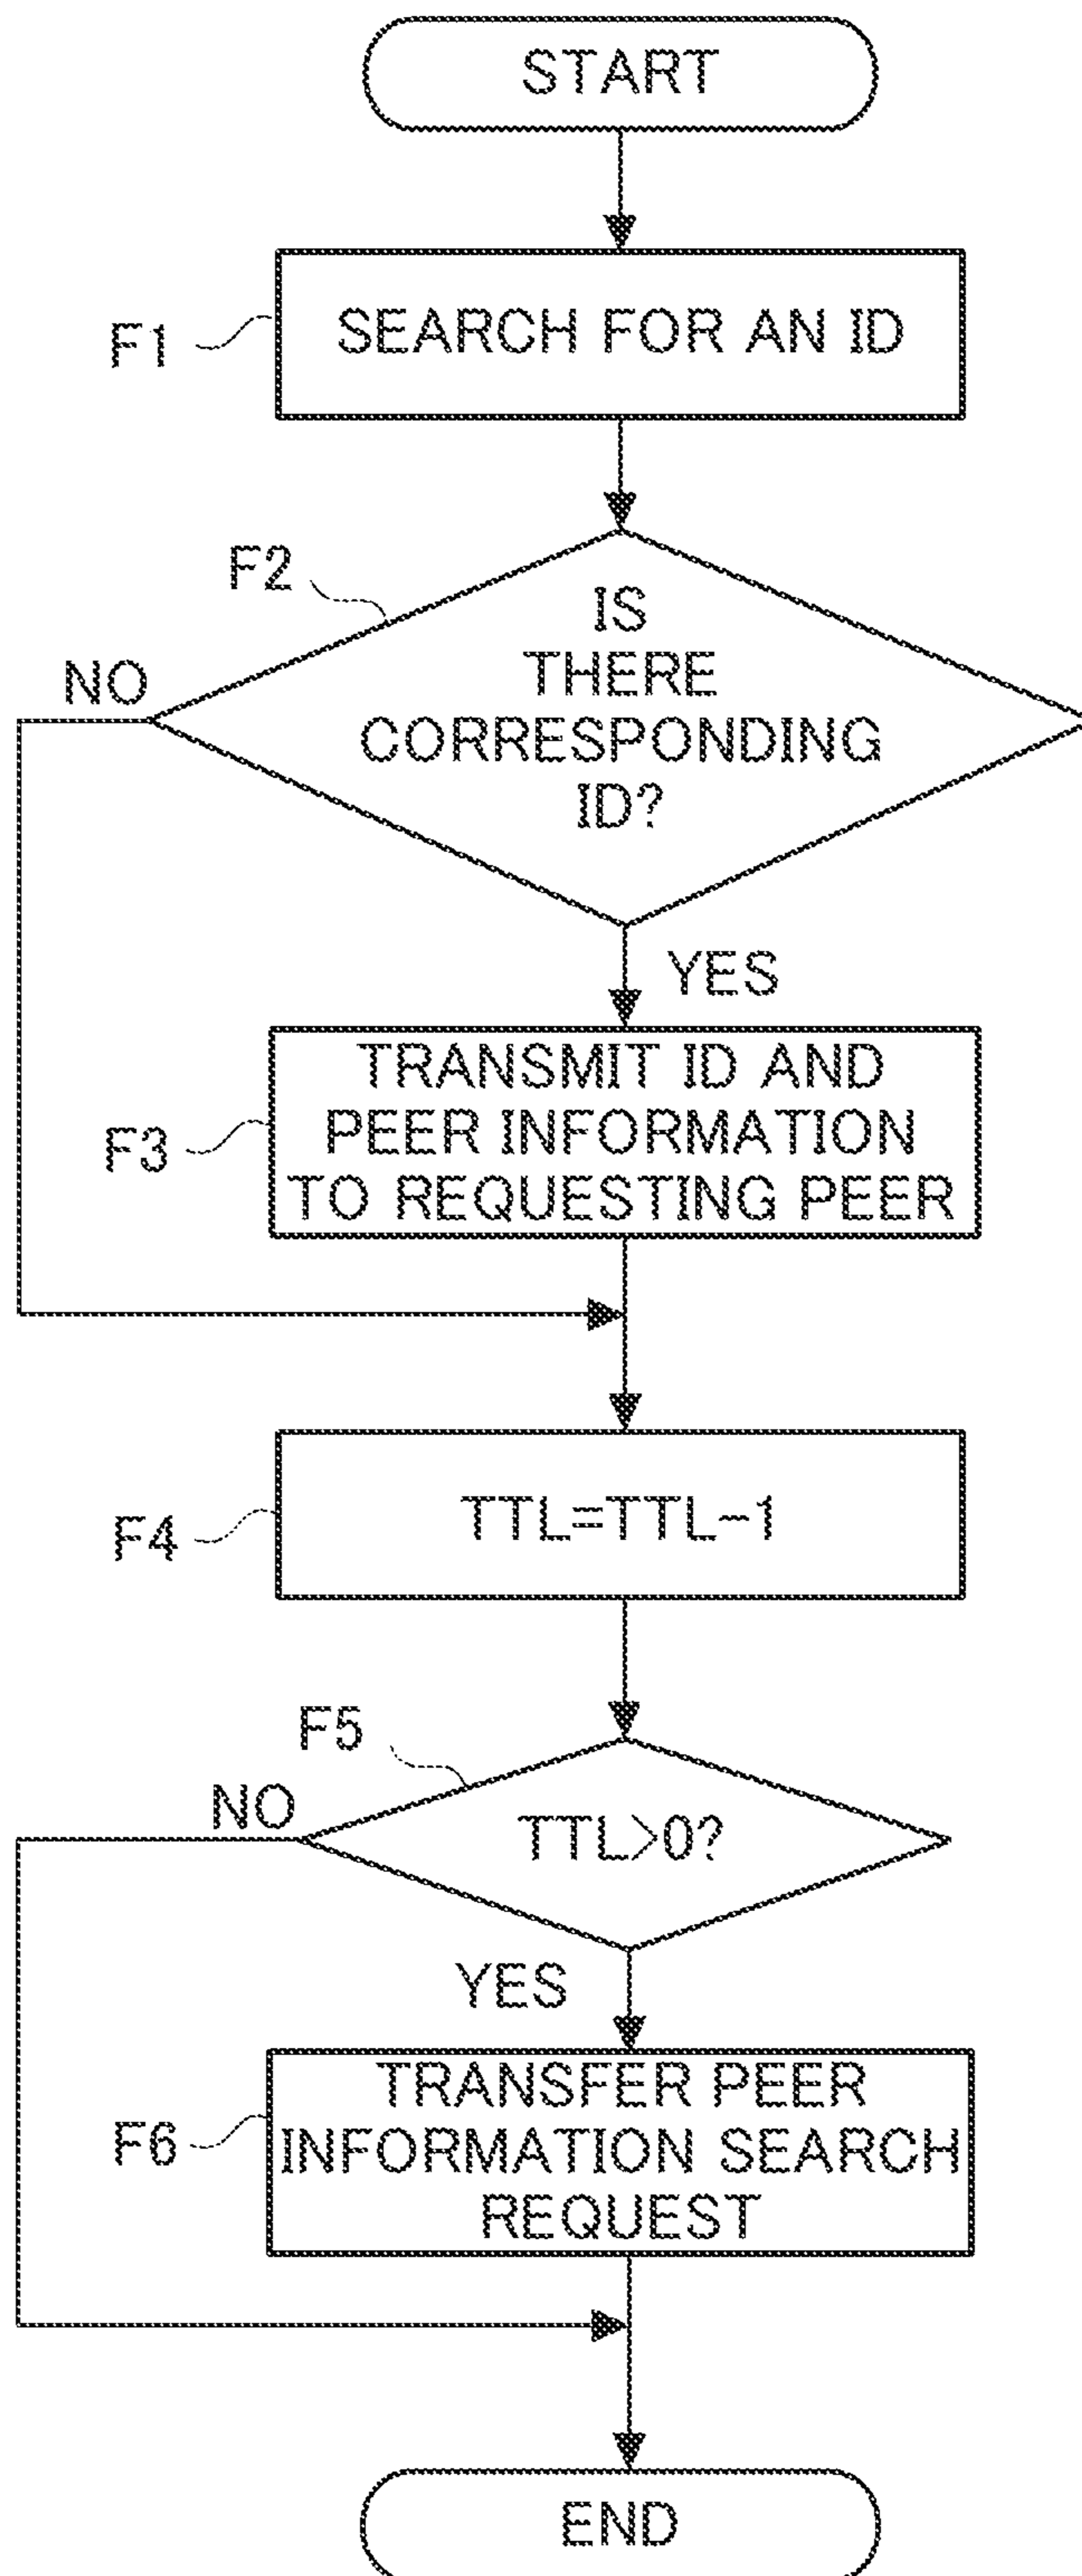 START
F1
SEARCH FOR AN ID
F2
IS
THERE
CORRESPONDING
ID?
NO
YES
F3
TRANSMIT ID AND
PEER INFORMATION
TO REQUESTING PEER
F4
TTL=TTL-1
F5
NO
TTL>0?
YES
F6
TRANSFER PEER
INFORMATION SEARCH
REQUEST
END